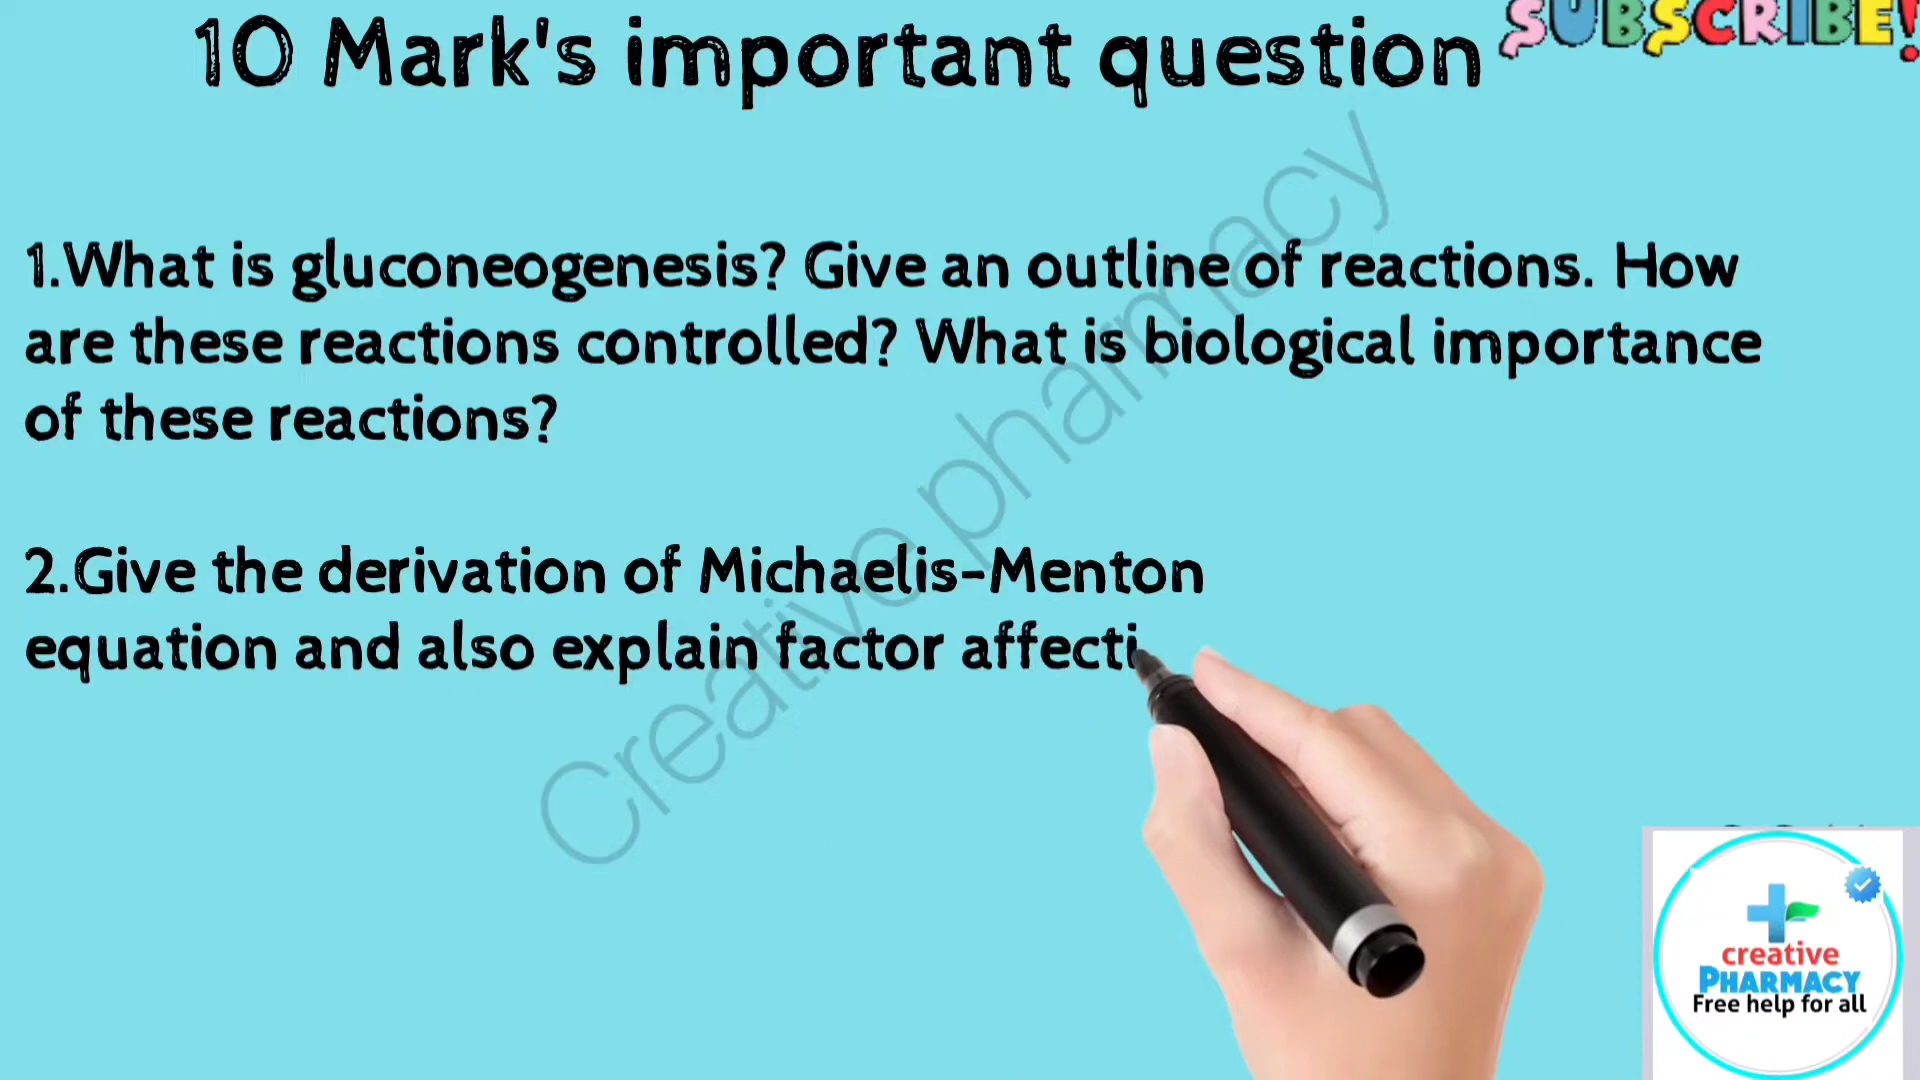 SUBSCRIBE!
10 Mark's important question
1.What is gluconeogenesis? Give an outline of reactions. How
are these reactions controlled? What is biological importance
of these reactions?
2.Give the derivation of Michaelis-Menton
equation and also explain factor affecti
Creative pharmacy
creative
PHARMACY
Free help for all